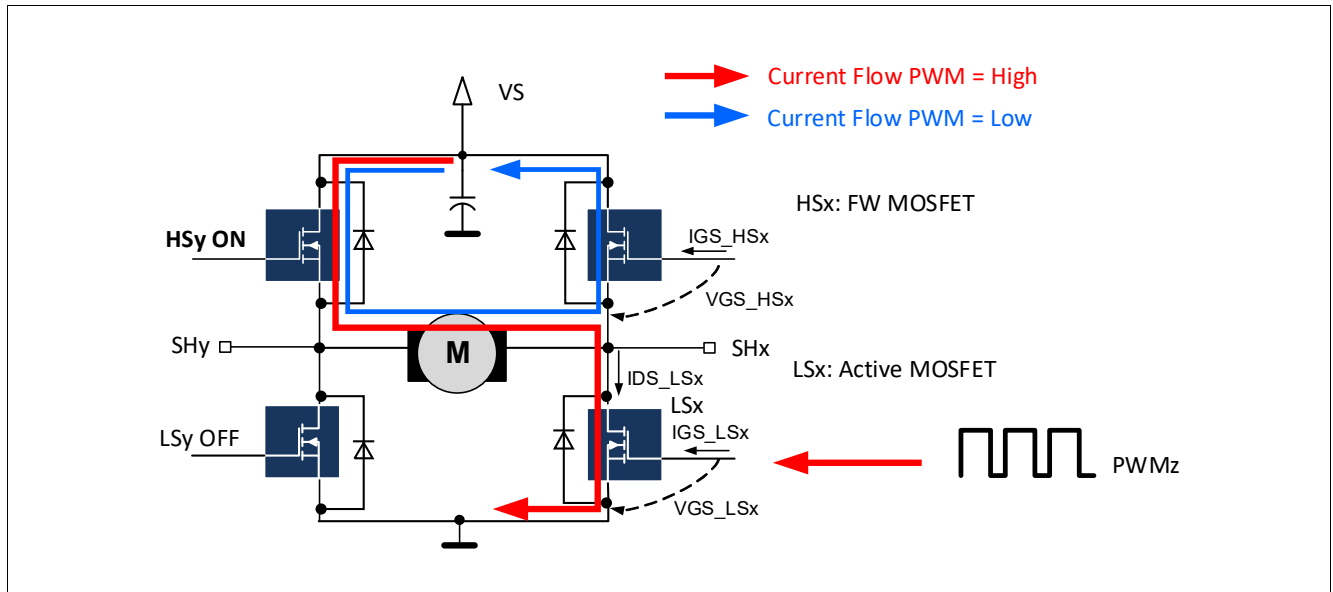 Current Flow PWM = High
VS
Current Flow PWM = Low
HSx: FW MOSFET
HSy ON
IGS_HSx
VGS_HSx
SHy
M
SHx
LSx: Active MOSFET
IDS_LSx
LSx
LSy OFF
IGS_LSx
PWMz
VGS_LSx